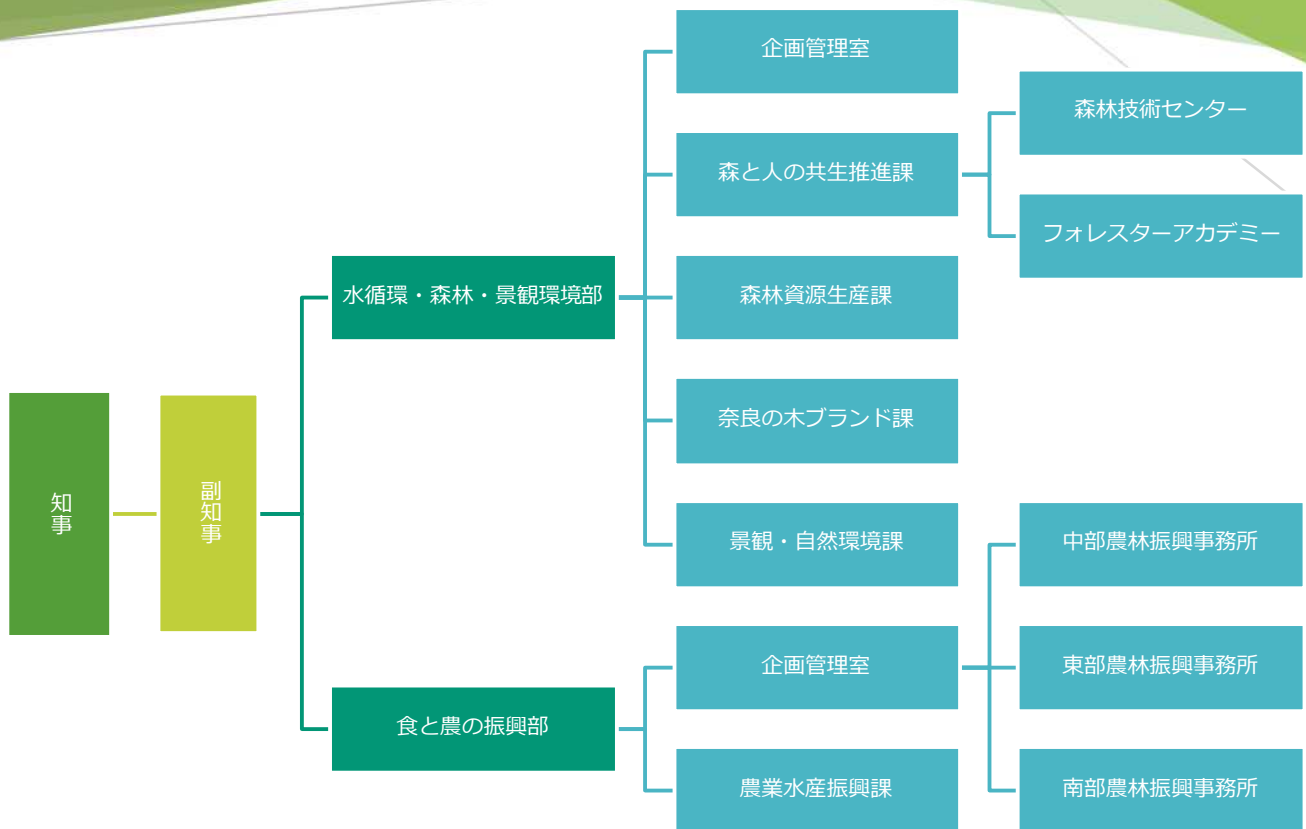 知事
副知事
水循環・森林・景観環境部
企画管理室
森と人の共生推進課
森林技術センター
フォレスターアカデミー
森林資源生産課
奈良の木ブランド課
景観・自然環境課
食と農の振興部
企画管理室
中部農林振興事務所
東部農林振興事務所
南部農林振興事務所
農業水産振興課